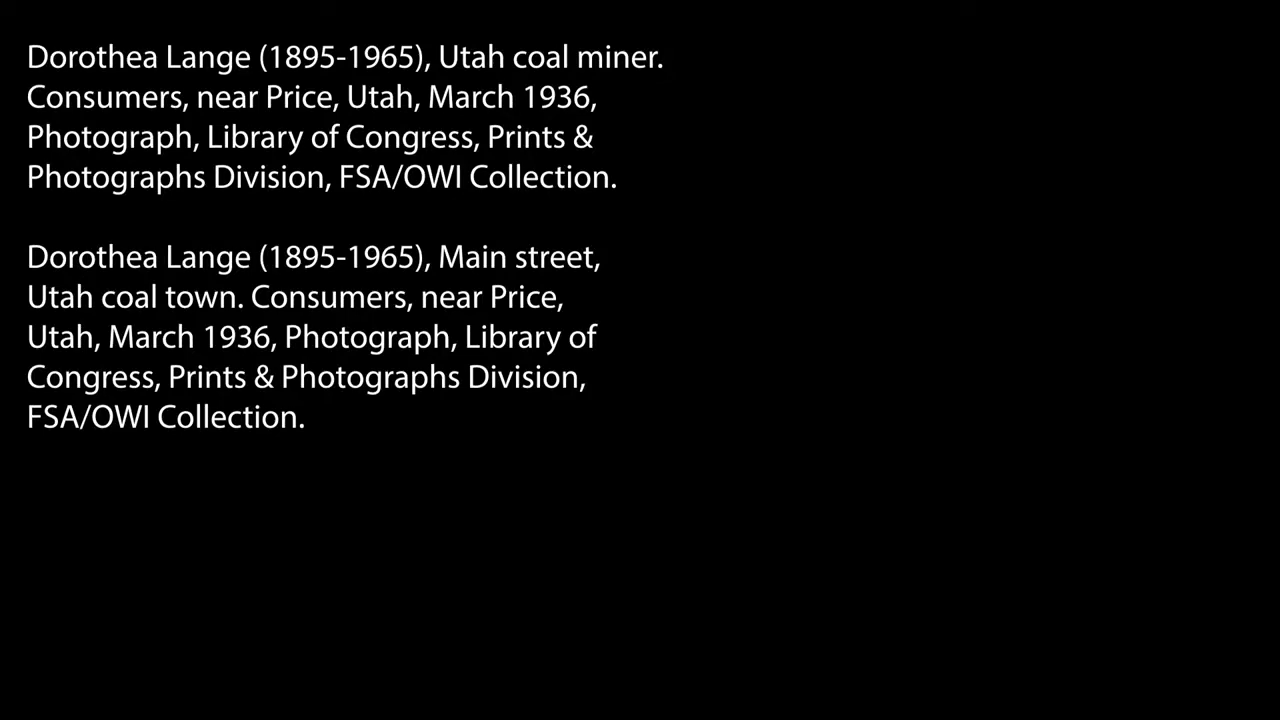 Dorothea Lange (1895-1965), Utah coal miner.
Consumers, near Price, Utah, March 1936,
Photograph, Library of Congress, Prints &
Photographs Division, FSA/OWI Collection.
Dorothea Lange (1895-1965), Main street,
Utah coal town. Consumers, near Price,
Utah, March 1936, Photograph, Library of
Congress, Prints & Photographs Division,
FSA/OWI Collection.